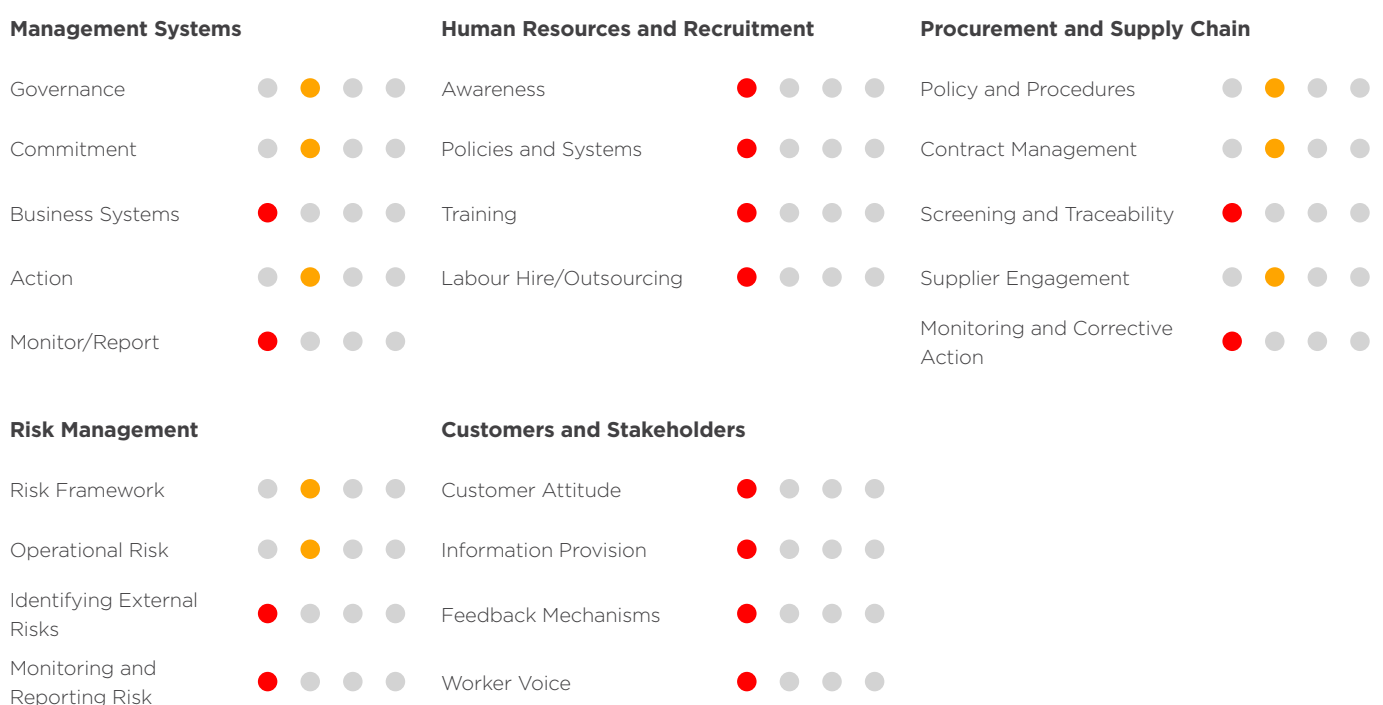 Management Systems
Governance
Commitment
Business Systems
Action
Monitor/Report
Human Resources and Recruitment
Awareness
Policies and Systems
Training
Labour Hire/Outsourcing
Procurement and Supply Chain
Policy and Procedures
Contract Management
Screening and Traceability
Supplier Engagement
Monitoring and Corrective
Action
Risk Management
Risk Framework
Operational Risk
Identifying External
Risks
Monitoring and
Reporting Risk
Customers and Stakeholders
Customer Attitude
Information Provision
Feedback Mechanisms
Worker Voice